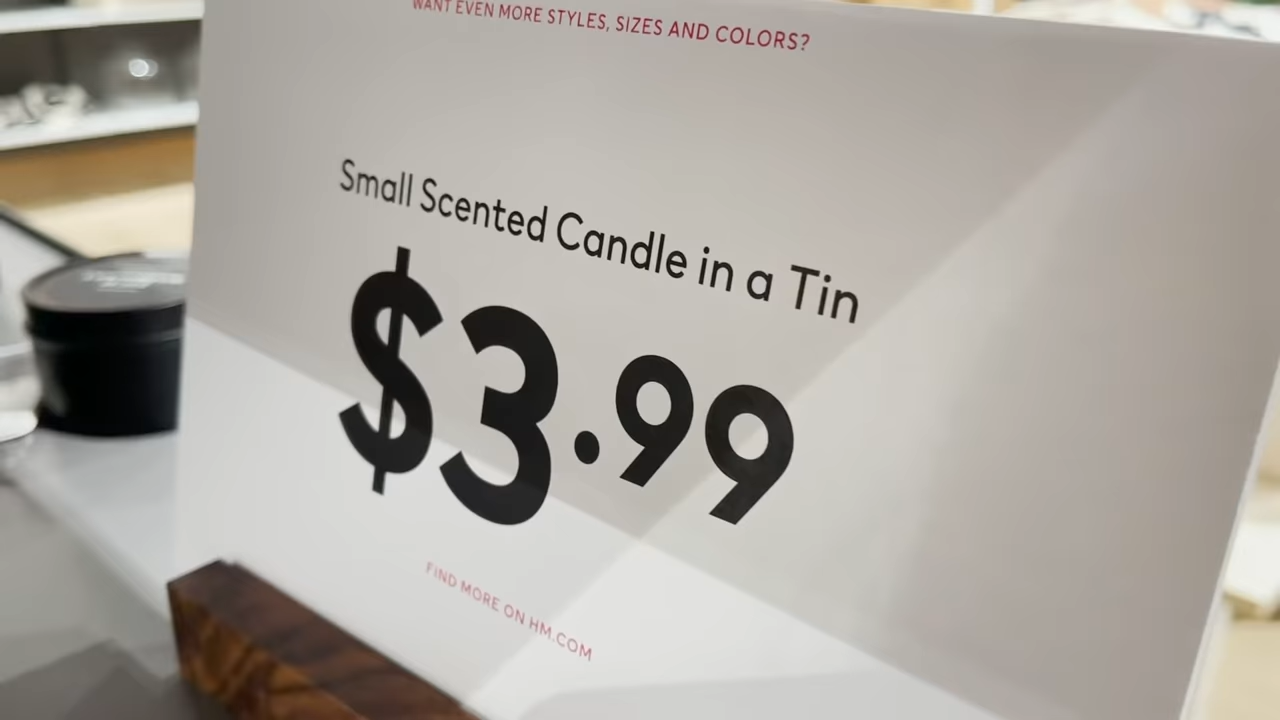 WANT EVEN MORE STYLES, SIZES AND COLORS?
Small Scented Candle in a Tin
$3.99
FIND MORE ON HM.COM